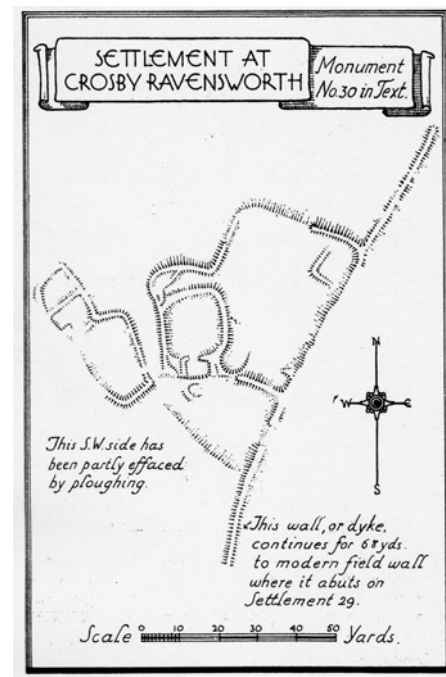 SETTLEMENT AT
CROSBY RAVENSWORTH
Monument
No.30 in Text.
N
W E
S
This S.W. side has
been partly effaced
by ploughing.
This wall, or dyke,
continues for 68 yds.
to modern field wall
where it abuts on
Settlement 29.
Scale 0 10 20 30 40 50 Yards.